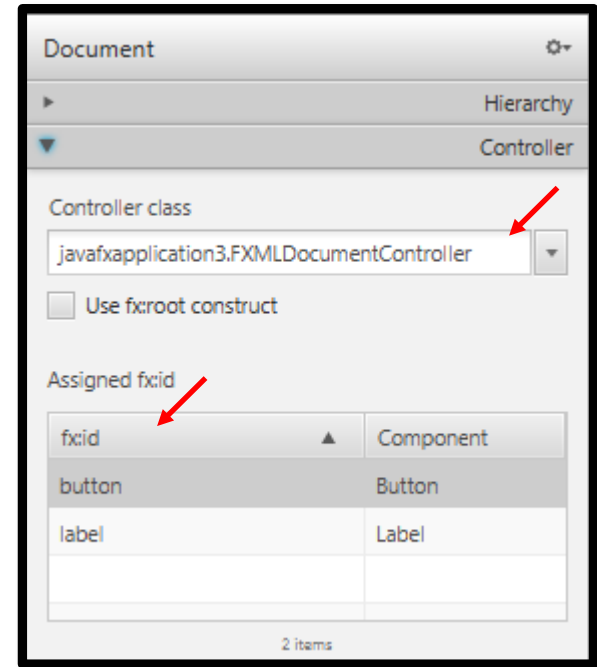 Document
Hierarchy
Controller
Controller class
javafxapplication3.FXMLDocumentController
Use fx:root construct
Assigned fx:id
fx:id Component
button Button
label Label
2 items